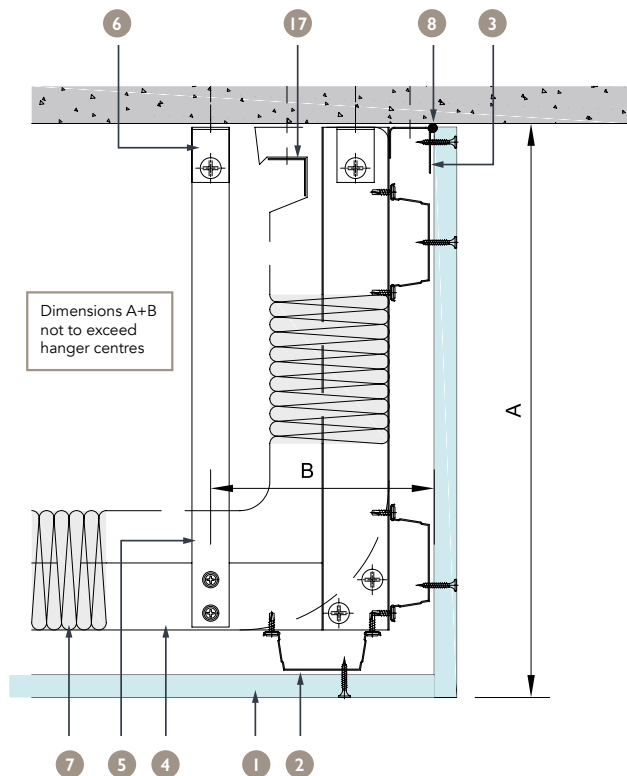 6 17 8 3
Dimensions A+B
not to exceed
hanger centres
A
B
7 5 4 1 2